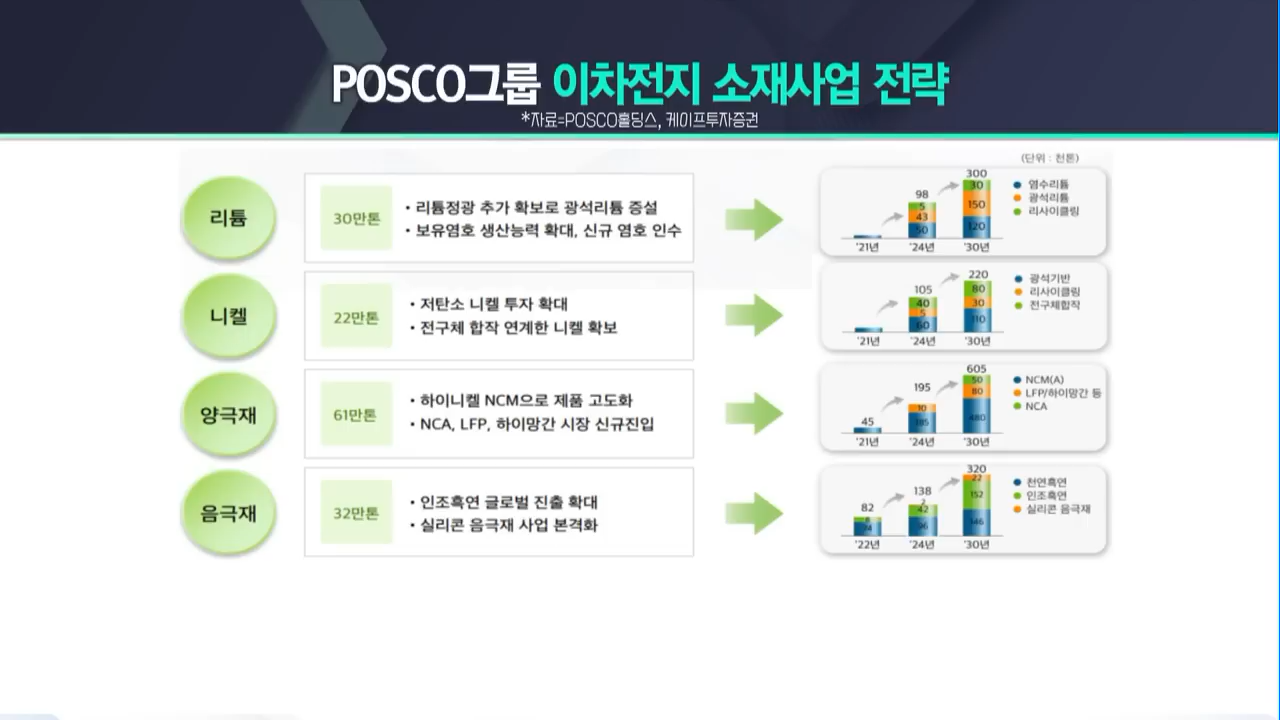 POSCO그룹 이차전지 소재사업 전략
*자료=POSCO홀딩스, 케이프투자증권
(단위 : 천톤)
리튬
30만톤
• 리튬정광 추가 확보로 광석리튬 증설
• 보유염호 생산능력 확대, 신규 염호 인수
300
98
30
150
120
5
43
50
'21년
'24년
'30년
염수리튬
광석리튬
리사이클링
니켈
22만톤
• 저탄소 니켈 투자 확대
• 전구체 합작 연계한 니켈 확보
220
105
80
30
110
40
5
60
'21년
'24년
'30년
광석기반
리사이클링
전구체합작
양극재
61만톤
• 하이니켈 NCM으로 제품 고도화
• NCA, LFP, 하이망간 시장 신규진입
605
195
45
50
80
480
10
185
'21년
'24년
'30년
NCM(A)
LFP/하이망간 등
NCA
음극재
32만톤
• 인조흑연 글로벌 진출 확대
• 실리콘 음극재 사업 본격화
320
138
82
22
152
146
2
42
96
8
74
'22년
'24년
'30년
천연흑연
인조흑연
실리콘 음극재